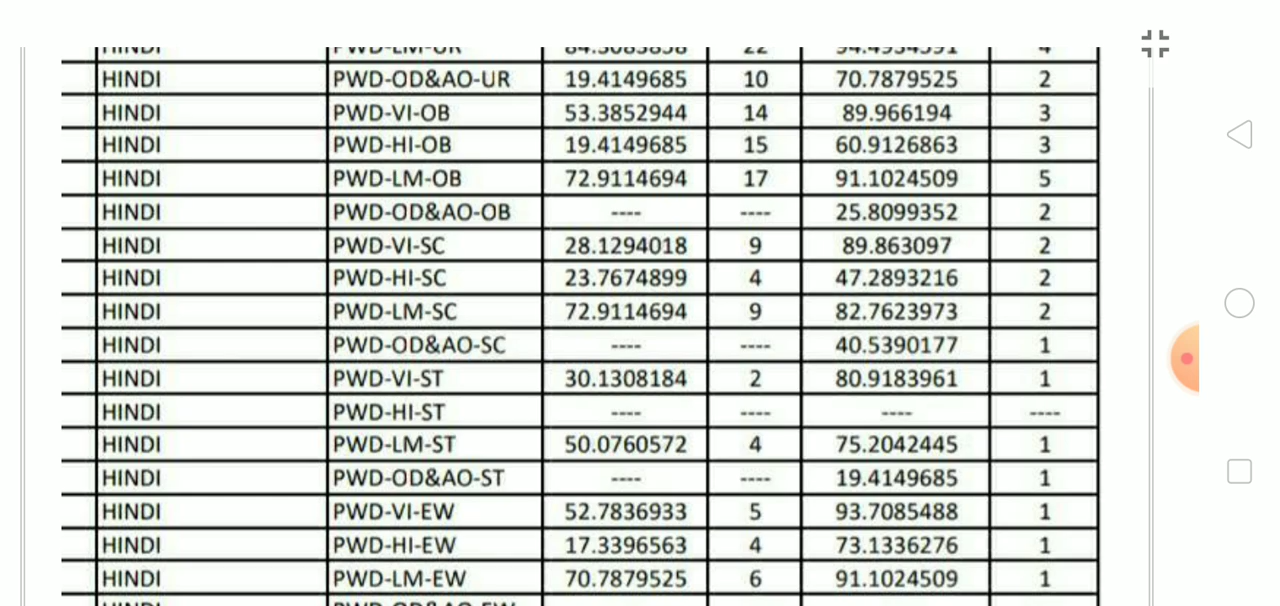 HINDI PWD-OD&AO-UR 19.4149685 10 70.7879525 2
HINDI PWD-VI-OB 53.3852944 14 89.966194 3
HINDI PWD-HI-OB 19.4149685 15 60.9126863 3
HINDI PWD-LM-OB 72.9114694 17 91.1024509 5
HINDI PWD-OD&AO-OB ---- ---- 25.8099352 2
HINDI PWD-VI-SC 28.1294018 9 89.863097 2
HINDI PWD-HI-SC 23.7674899 4 47.2893216 2
HINDI PWD-LM-SC 72.9114694 9 82.7623973 2
HINDI PWD-OD&AO-SC ---- ---- 40.5390177 1
HINDI PWD-VI-ST 30.1308184 2 80.9183961 1
HINDI PWD-HI-ST ---- ---- ---- ----
HINDI PWD-LM-ST 50.0760572 4 75.2042445 1
HINDI PWD-OD&AO-ST ---- ---- 19.4149685 1
HINDI PWD-VI-EW 52.7836933 5 93.7085488 1
HINDI PWD-HI-EW 17.3396563 4 73.1336276 1
HINDI PWD-LM-EW 70.7879525 6 91.1024509 1